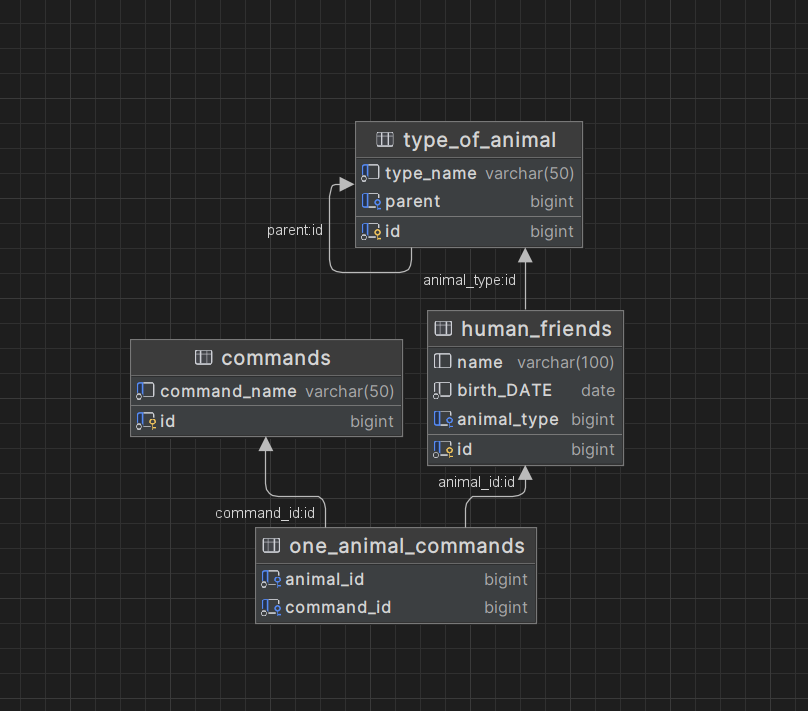 type_of_animal
type_name varchar(50)
parent bigint
parent:id
id bigint
animal_type:id
human_friends
name varchar(100)
birth_DATE date
animal_type bigint
id bigint
commands
command_name varchar(50)
id bigint
animal_id:id
command_id:id
one_animal_commands
animal_id bigint
command_id bigint